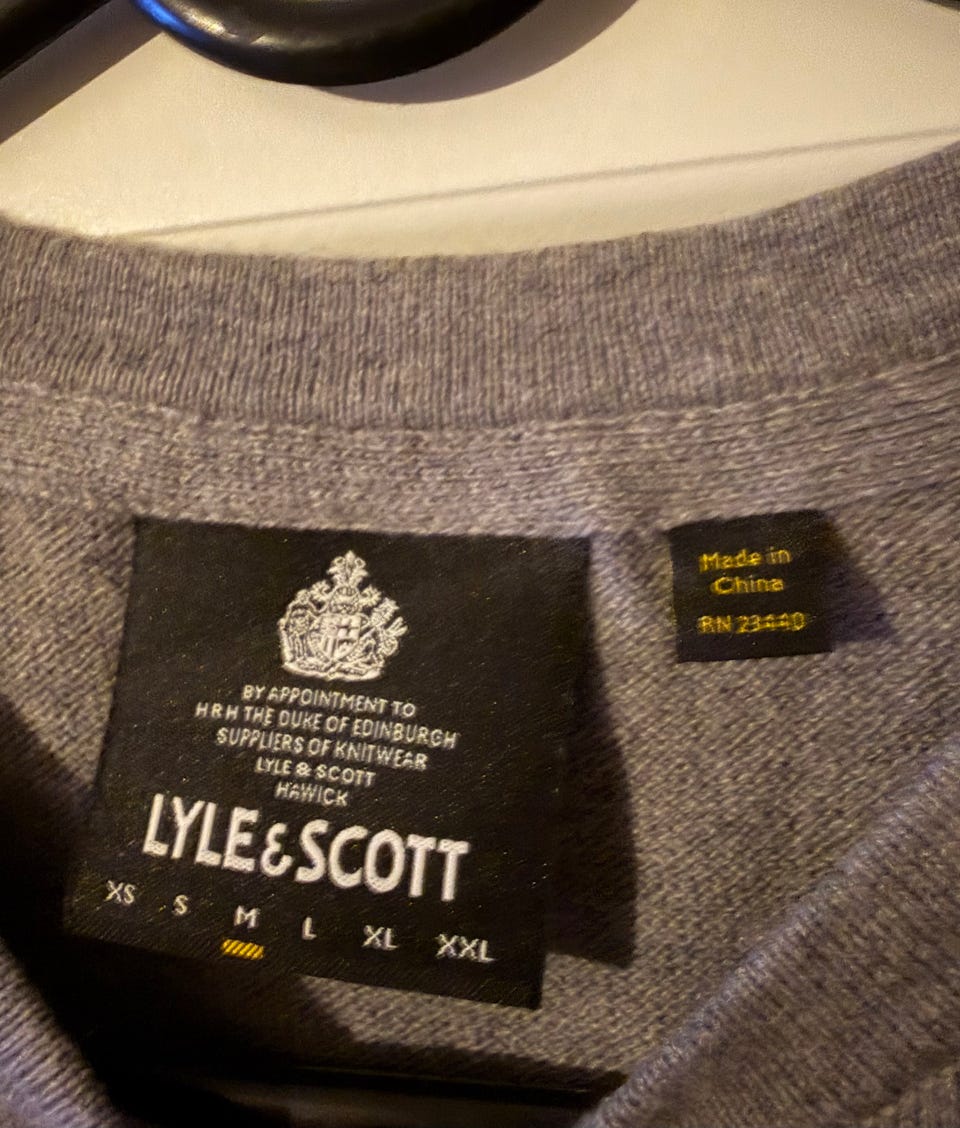 BY APPOINTMENT TO
HRH THE DUKE OF EDINBURGH
SUPPLIERS OF KNITWEAR
LYLE & SCOTT
HAWICK
LYLE & SCOTT
XS S M L XL XXL
Made in
China
RN 23440